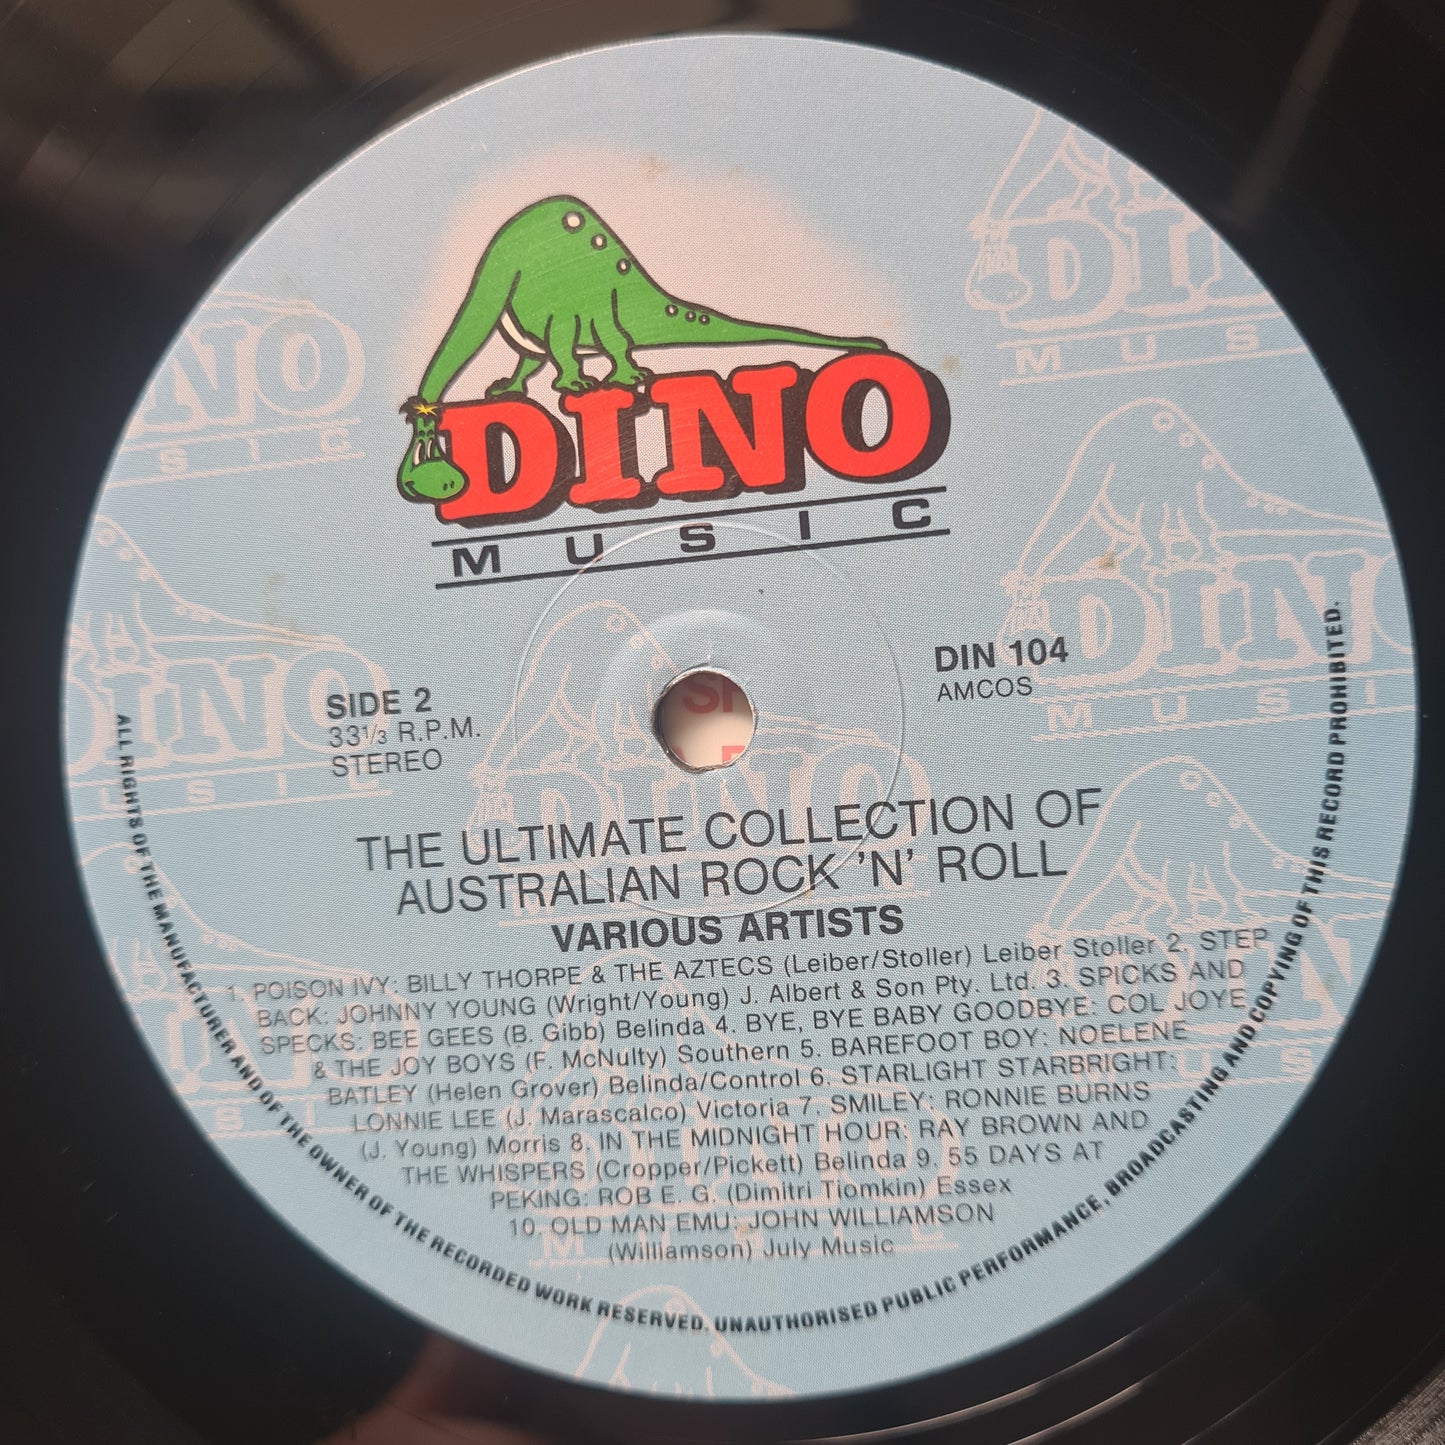 DINO
MUSIC
SIDE 2
33 1/3 R.P.M.
STEREO
DIN 104
AMCOS
THE ULTIMATE COLLECTION OF
AUSTRALIAN ROCK 'N' ROLL
VARIOUS ARTISTS
1. POISON IVY: BILLY THORPE & THE AZTECS (Leiber/Stoller) Leiber Stoller 2. STEP
BACK: JOHNNY YOUNG (Wright/Young) J. Albert & Son Pty. Ltd. 3. SPICKS AND
SPECKS: BEE GEES (B. Gibb) Belinda 4. BYE, BYE BABY GOODBYE: COL JOYE
& THE JOY BOYS (F. McNulty) Southern 5. BAREFOOT BOY: NOELENE
BATLEY (Helen Grover) Belinda/Control 6. STARLIGHT STARBRIGHT:
LONNIE LEE (J. Marascalco) Victoria 7. SMILEY: RONNIE BURNS
(J. Young) Morris 8. IN THE MIDNIGHT HOUR: RAY BROWN AND
THE WHISPERS (Cropper/Pickett) Belinda 9. 55 DAYS AT
PEKING: ROB E. G. (Dimitri Tiomkin) Essex
10. OLD MAN EMU: JOHN WILLIAMSON
(Williamson) July Music
ALL RIGHTS OF THE MANUFACTURER AND OF THE OWNER OF THE RECORDED WORK RESERVED. UNAUTHORISED PUBLIC PERFORMANCE, BROADCASTING AND COPYING OF THIS RECORD PROHIBITED.